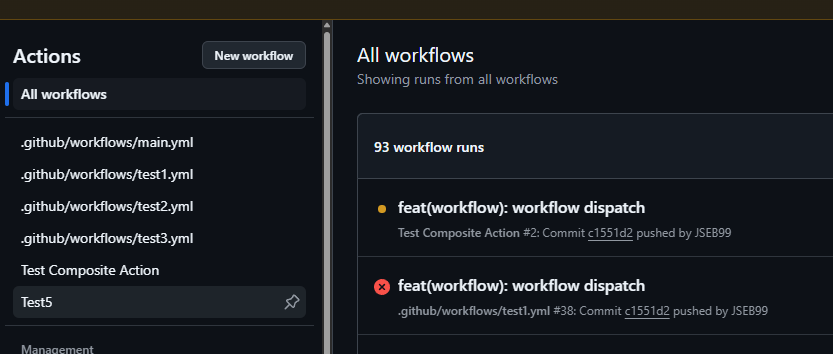 Actions
New workflow
All workflows
.github/workflows/main.yml
.github/workflows/test1.yml
.github/workflows/test2.yml
.github/workflows/test3.yml
Test Composite Action
Test5
Management
All workflows
Showing runs from all workflows
93 workflow runs
feat(workflow): workflow dispatch
Test Composite Action #2: Commit c1551d2 pushed by JSEB99
feat(workflow): workflow dispatch
.github/workflows/test1.yml #38: Commit c1551d2 pushed by JSEB99